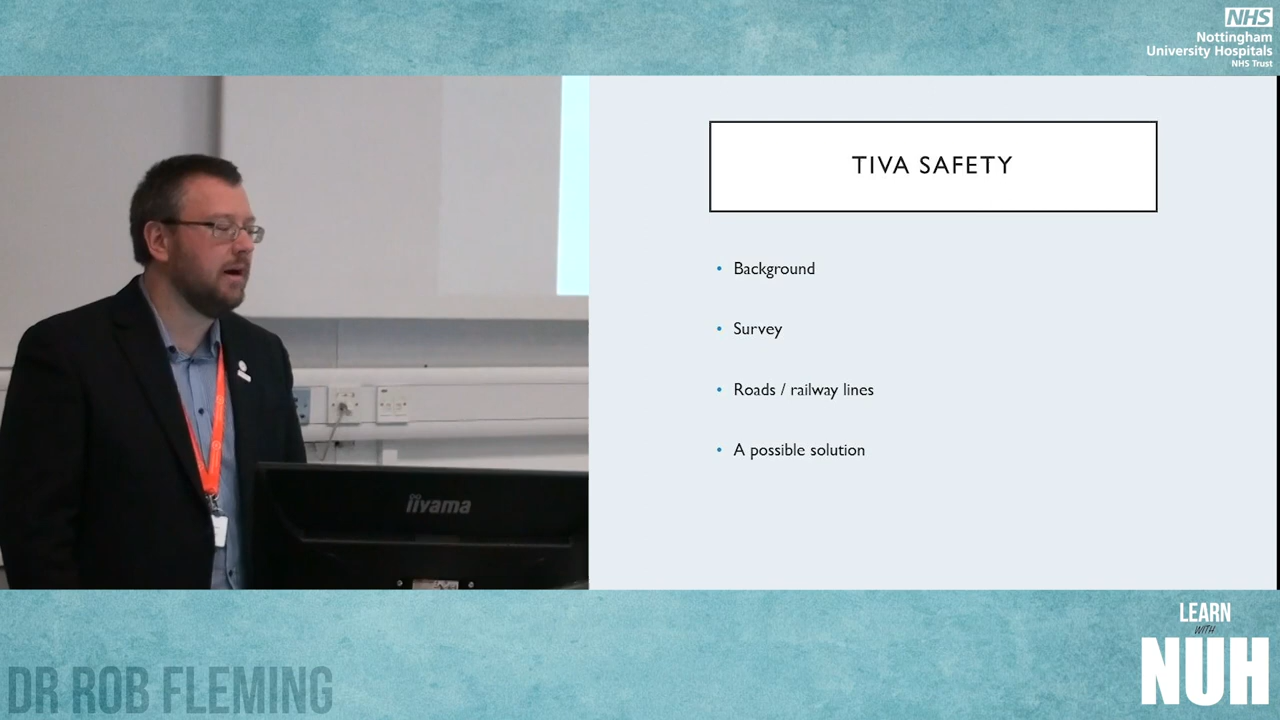 NHS
Nottingham
University Hospitals
NHS Trust
TIVA SAFETY
• Background
• Survey
• Roads / railway lines
• A possible solution
iiyama
LEARN
WITH
NUH
DR ROB FLEMING